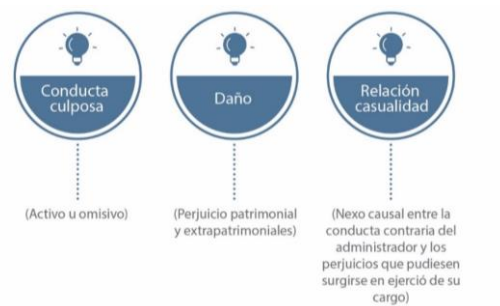 Conducta
culposa
Daño
Relación
casualidad
(Activo u omisivo)
(Perjuicio patrimonial
y extrapatrimoniales)
(Nexo causal entre la
conducta contraria del
administrador y los
perjuicios que pudiesen
surgirse en ejerció de su
cargo)